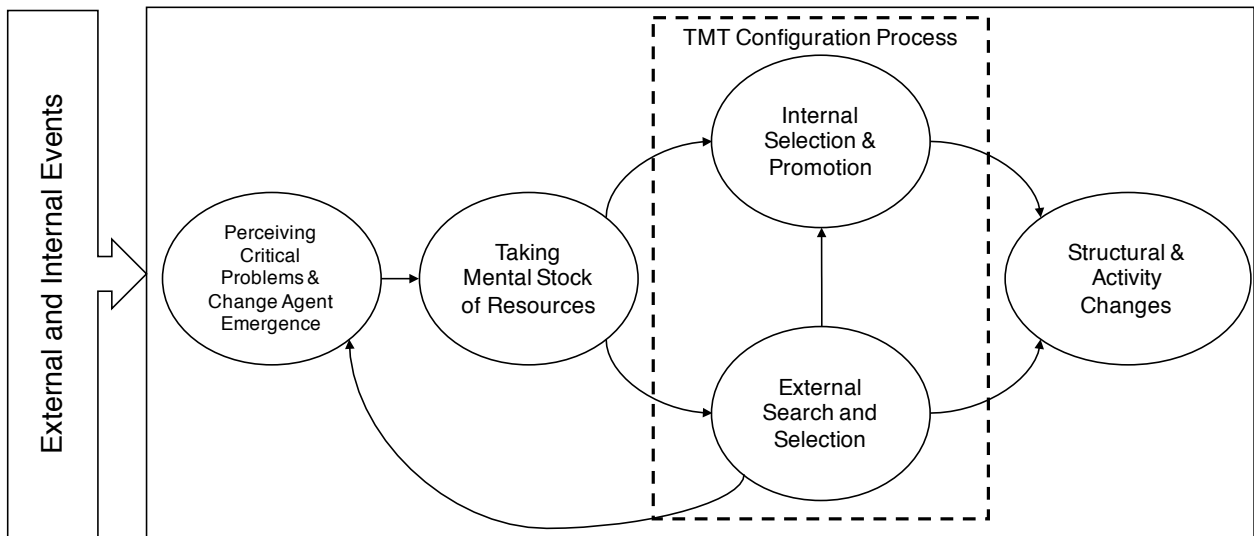 External and Internal Events
TMT Configuration Process
Internal
Selection &
Promotion
Perceiving
Critical
Problems &
Change Agent
Emergence
Taking
Mental Stock
of Resources
Structural &
Activity
Changes
External
Search and
Selection